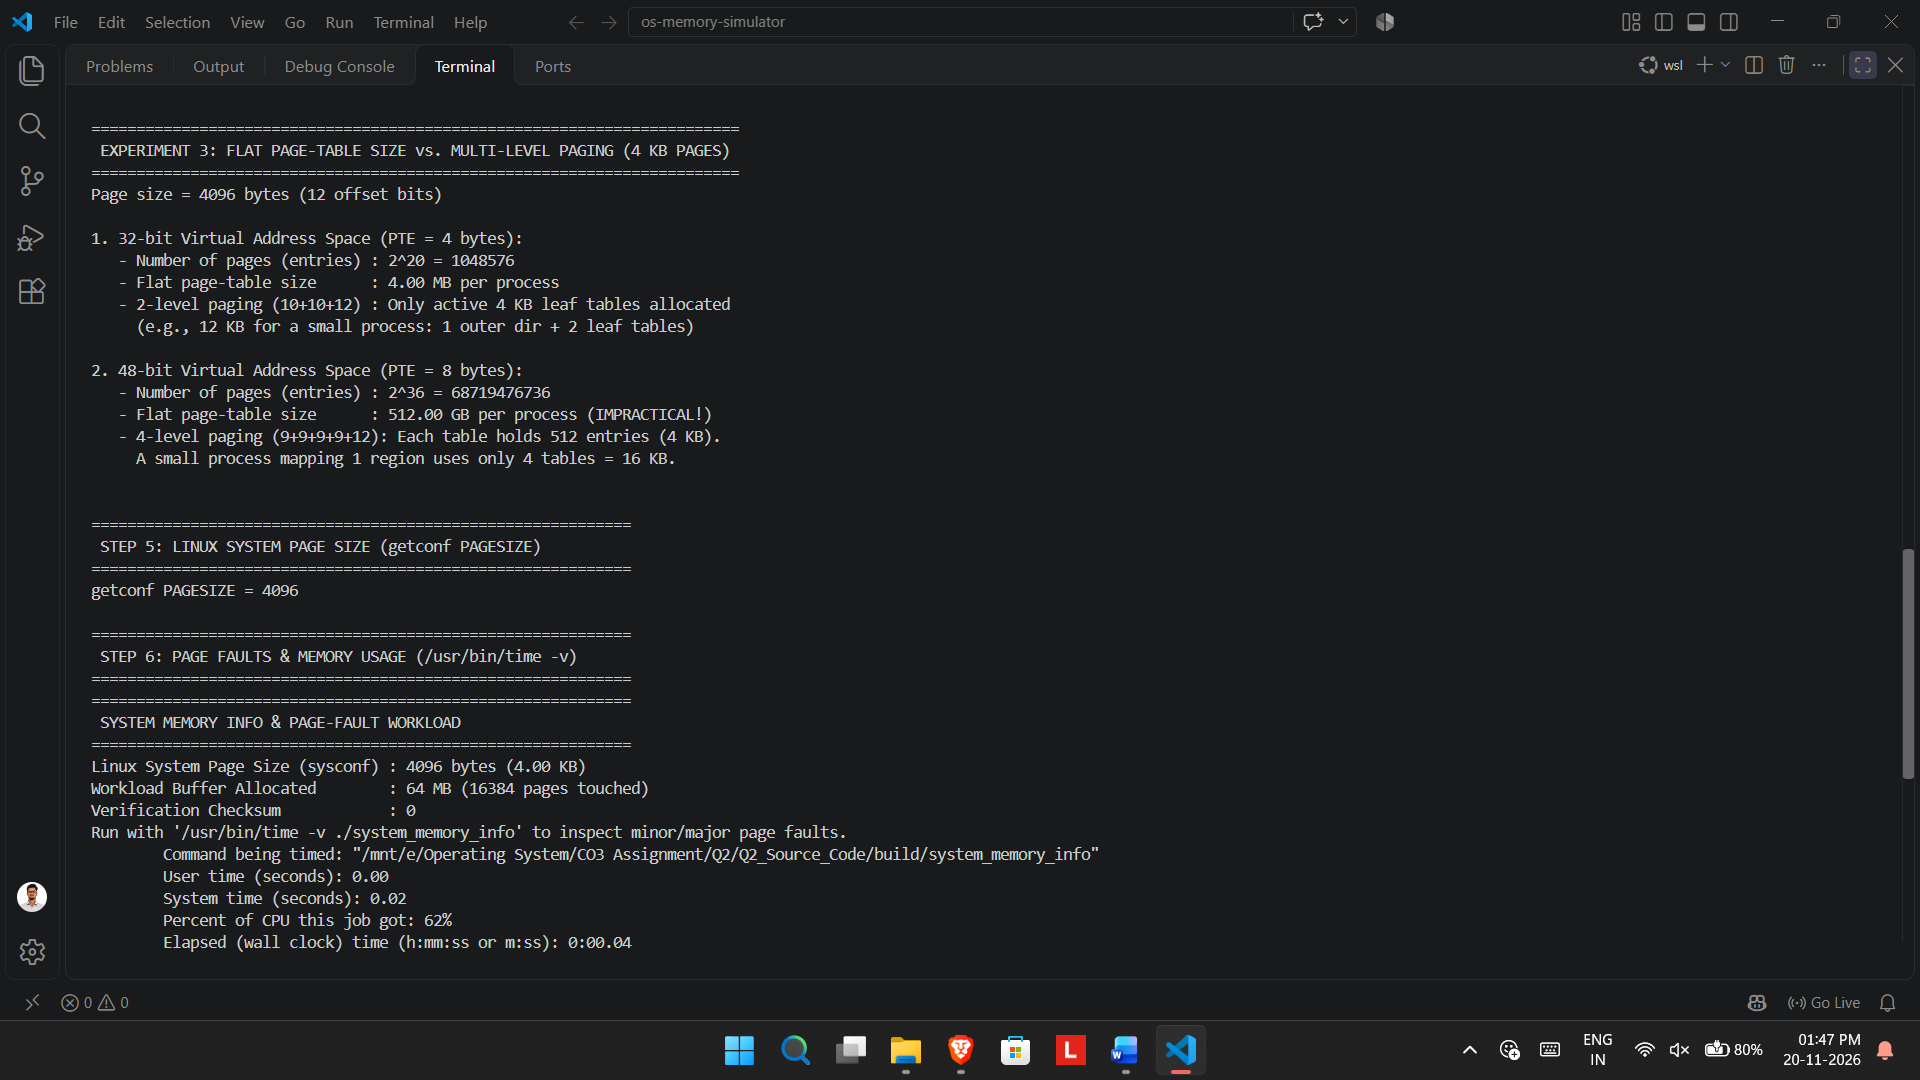 File Edit Selection View Go Run Terminal Help
os-memory-simulator
Problems Output Debug Console Terminal Ports
wsl
========================================================================
EXPERIMENT 3: FLAT PAGE-TABLE SIZE vs. MULTI-LEVEL PAGING (4 KB PAGES)
========================================================================
Page size = 4096 bytes (12 offset bits)
1. 32-bit Virtual Address Space (PTE = 4 bytes):
- Number of pages (entries) : 2^20 = 1048576
- Flat page-table size : 4.00 MB per process
- 2-level paging (10+10+12) : Only active 4 KB leaf tables allocated
(e.g., 12 KB for a small process: 1 outer dir + 2 leaf tables)
2. 48-bit Virtual Address Space (PTE = 8 bytes):
- Number of pages (entries) : 2^36 = 68719476736
- Flat page-table size : 512.00 GB per process (IMPRACTICAL!)
- 4-level paging (9+9+9+9+12): Each table holds 512 entries (4 KB).
A small process mapping 1 region uses only 4 tables = 16 KB.
============================================================
STEP 5: LINUX SYSTEM PAGE SIZE (getconf PAGESIZE)
============================================================
getconf PAGESIZE = 4096
============================================================
STEP 6: PAGE FAULTS & MEMORY USAGE (/usr/bin/time -v)
============================================================
============================================================
SYSTEM MEMORY INFO & PAGE-FAULT WORKLOAD
============================================================
Linux System Page Size (sysconf) : 4096 bytes (4.00 KB)
Workload Buffer Allocated : 64 MB (16384 pages touched)
Verification Checksum : 0
Run with '/usr/bin/time -v ./system_memory_info' to inspect minor/major page faults.
Command being timed: "/mnt/e/Operating System/CO3 Assignment/Q2/Q2_Source_Code/build/system_memory_info"
User time (seconds): 0.00
System time (seconds): 0.02
Percent of CPU this job got: 62%
Elapsed (wall clock) time (h:mm:ss or m:ss): 0:00.04
0 0
Go Live
L
W
ENG
IN
80%
01:47 PM
20-11-2026